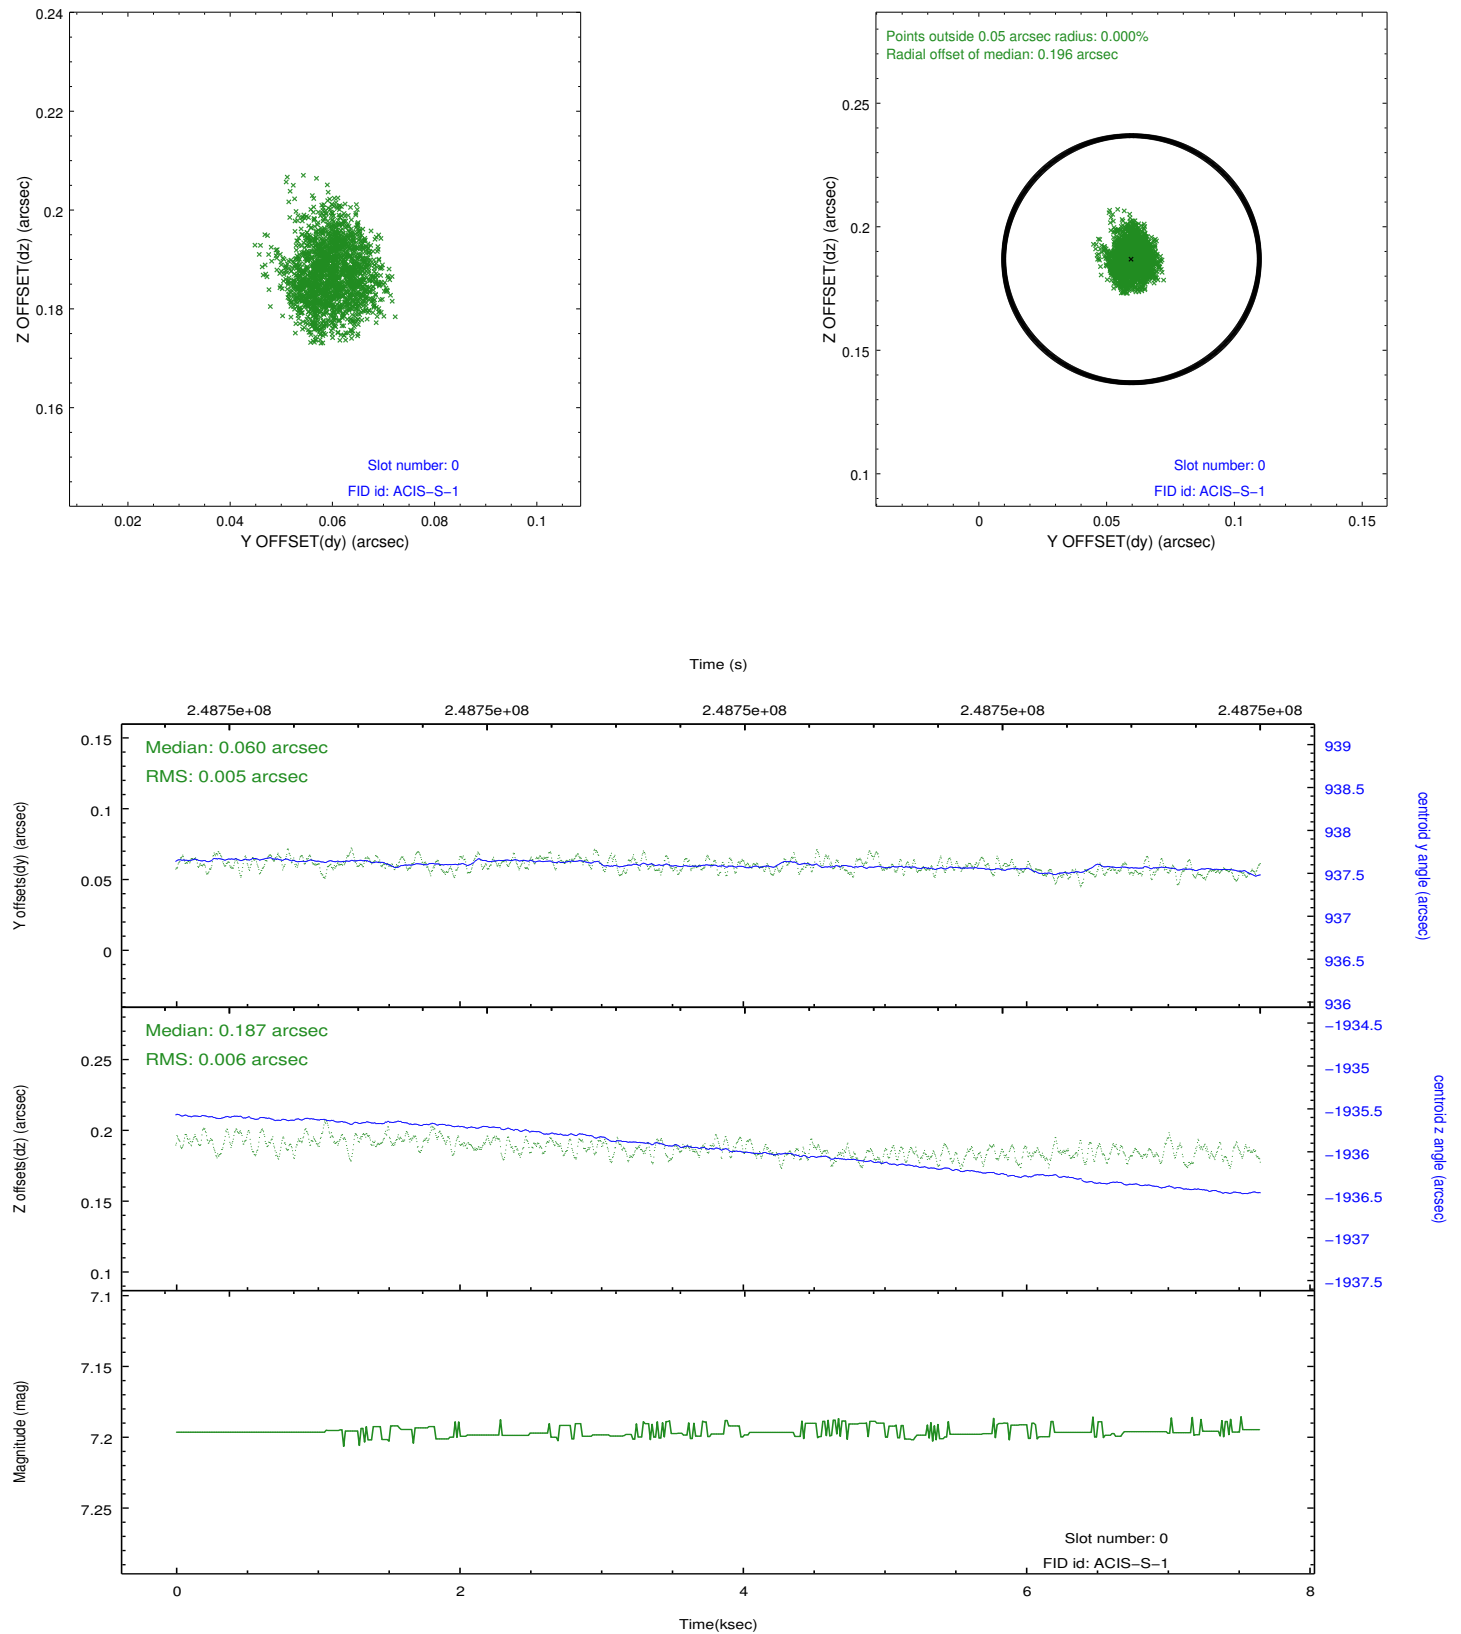 0.24
0.22
0.2
0.18
0.16
Z OFFSET(dz) (arcsec)
Slot number: 0
FID id: ACIS−S−1
0.02 0.04 0.06 0.08 0.1
Y OFFSET(dy) (arcsec)
Points outside 0.05 arcsec radius: 0.000%
Radial offset of median: 0.196 arcsec
0.25
0.2
0.15
0.1
Z OFFSET(dz) (arcsec)
Slot number: 0
FID id: ACIS−S−1
0 0.05 0.1 0.15
Y OFFSET(dy) (arcsec)
Time (s)
2.4875e+08 2.4875e+08 2.4875e+08 2.4875e+08 2.4875e+08
Median: 0.060 arcsec
RMS: 0.005 arcsec
0.15
0.1
0.05
0
Y offsets(dy) (arcsec)
939
938.5
938
937.5
937
936.5
936
centroid y angle (arcsec)
Median: 0.187 arcsec
RMS: 0.006 arcsec
0.25
0.2
0.15
0.1
Z offsets(dz) (arcsec)
−1934.5
−1935
−1935.5
−1936
−1936.5
−1937
−1937.5
centroid z angle (arcsec)
7.1
7.15
7.2
7.25
Magnitude (mag)
Slot number: 0
FID id: ACIS−S−1
0 2 4 6 8
Time(ksec)